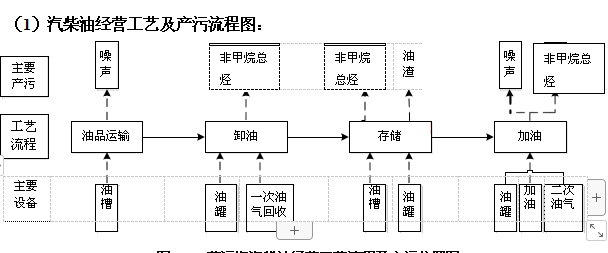 （1）汽柴油经营工艺及产污流程图：
主要
产污
噪
声
非甲烷总
烃
非甲烷
总烃
油
渣
噪
声
非甲烷总
烃
工艺
流程
油品运输
卸油
存储
加油
主要
设备
油
槽
油
罐
一次油
气回收
油
槽
油
罐
油
罐
加
油
二次
油气